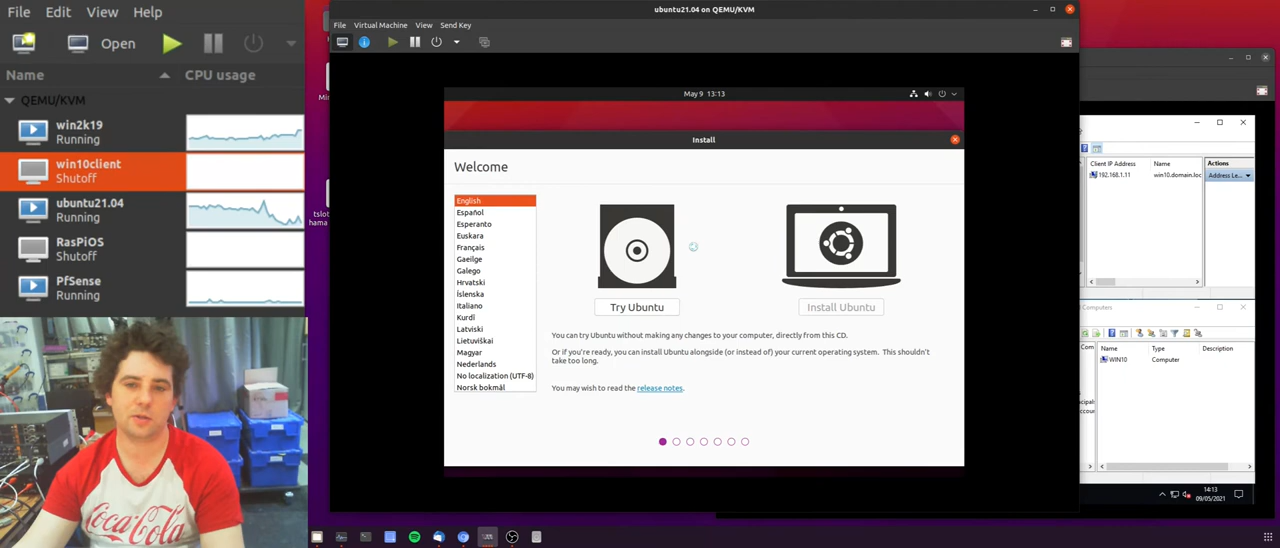 File Edit View Help
Open
Name CPU usage
QEMU/KVM
win2k19
Running
win10client
Shutoff
ubuntu21.04
Running
RasPiOS
Shutoff
PfSense
Running
Coca-Cola
ubuntu21.04 on QEMU/KVM
File Virtual Machine View Send Key
May 9 13:13
Install
Welcome
English
Español
Esperanto
Euskara
Français
Gaeilge
Galego
Hrvatski
Íslenska
Italiano
Kurdî
Latviski
Lietuviškai
Magyar
Nederlands
No localization (UTF-8)
Norsk bokmål
Try Ubuntu
Install Ubuntu
You can try Ubuntu without making any changes to your computer, directly from this CD.
Or if you're ready, you can install Ubuntu alongside (or instead of) your current operating system. This shouldn't
take too long.
You may wish to read the release notes.
Client IP Address Name
192.168.1.11 win10.domain.loc
Actions
Address Le...
Computers
Name Type Description
WIN10 Computer
14:13
09/05/2021